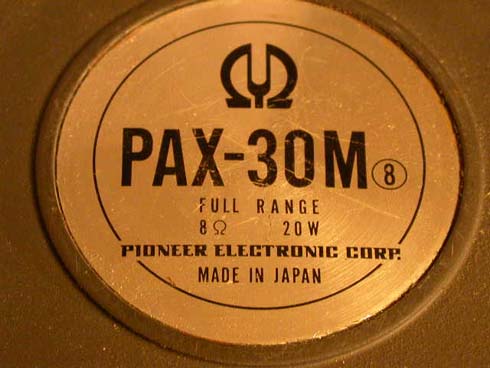 PAX-30M ⑧
FULL RANGE
8Ω 20W
PIONEER ELECTRONIC CORP.
MADE IN JAPAN